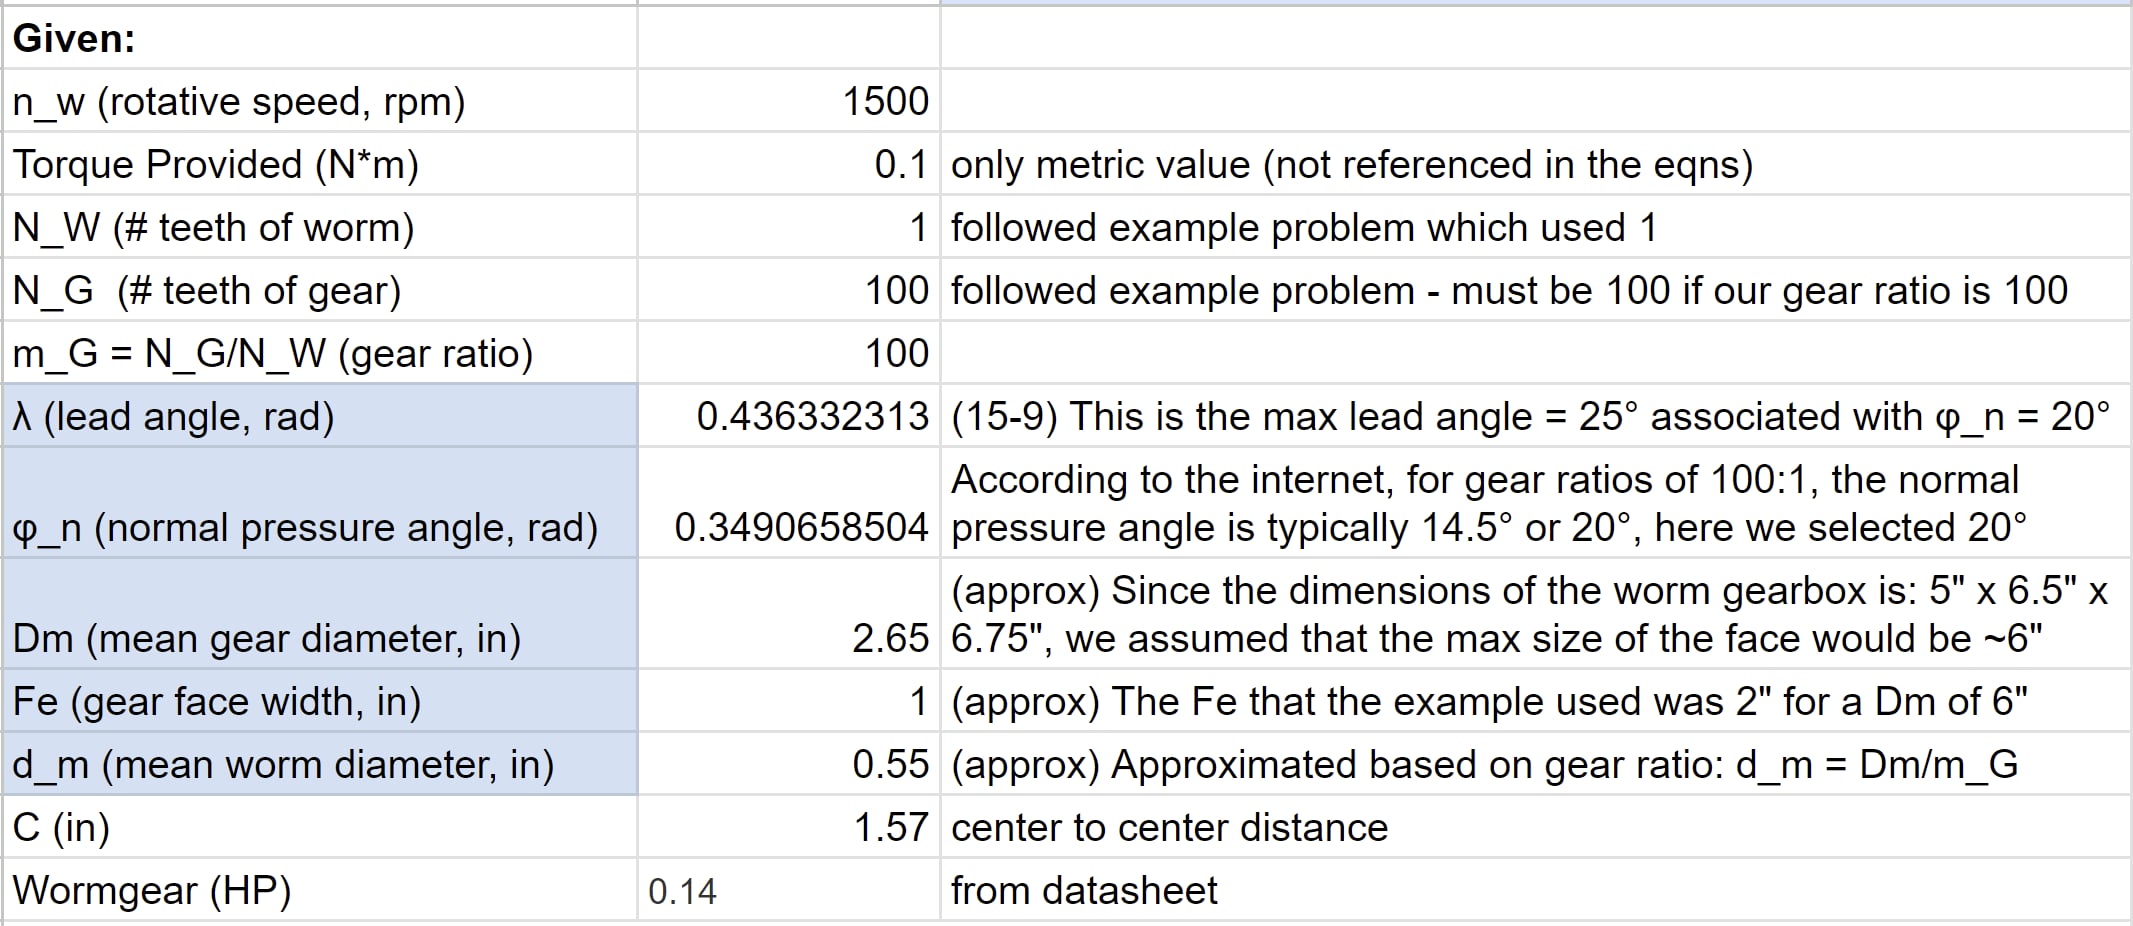 Given:
n_w (rotative speed, rpm) 1500
Torque Provided (N*m) 0.1 only metric value (not referenced in the eqns)
N_W (# teeth of worm) 1 followed example problem which used 1
N_G  (# teeth of gear) 100 followed example problem - must be 100 if our gear ratio is 100
m_G = N_G/N_W (gear ratio) 100
λ (lead angle, rad) 0.436332313 (15-9) This is the max lead angle = 25° associated with φ_n = 20°
According to the internet, for gear ratios of 100:1, the normal
φ_n (normal pressure angle, rad) 0.3490658504 pressure angle is typically 14.5° or 20°, here we selected 20°
(approx) Since the dimensions of the worm gearbox is: 5" x 6.5" x
Dm (mean gear diameter, in) 2.65 6.75", we assumed that the max size of the face would be ~6"
Fe (gear face width, in) 1 (approx) The Fe that the example used was 2" for a Dm of 6"
d_m (mean worm diameter, in) 0.55 (approx) Approximated based on gear ratio: d_m = Dm/m_G
C (in) 1.57 center to center distance
Wormgear (HP) 0.14 from datasheet